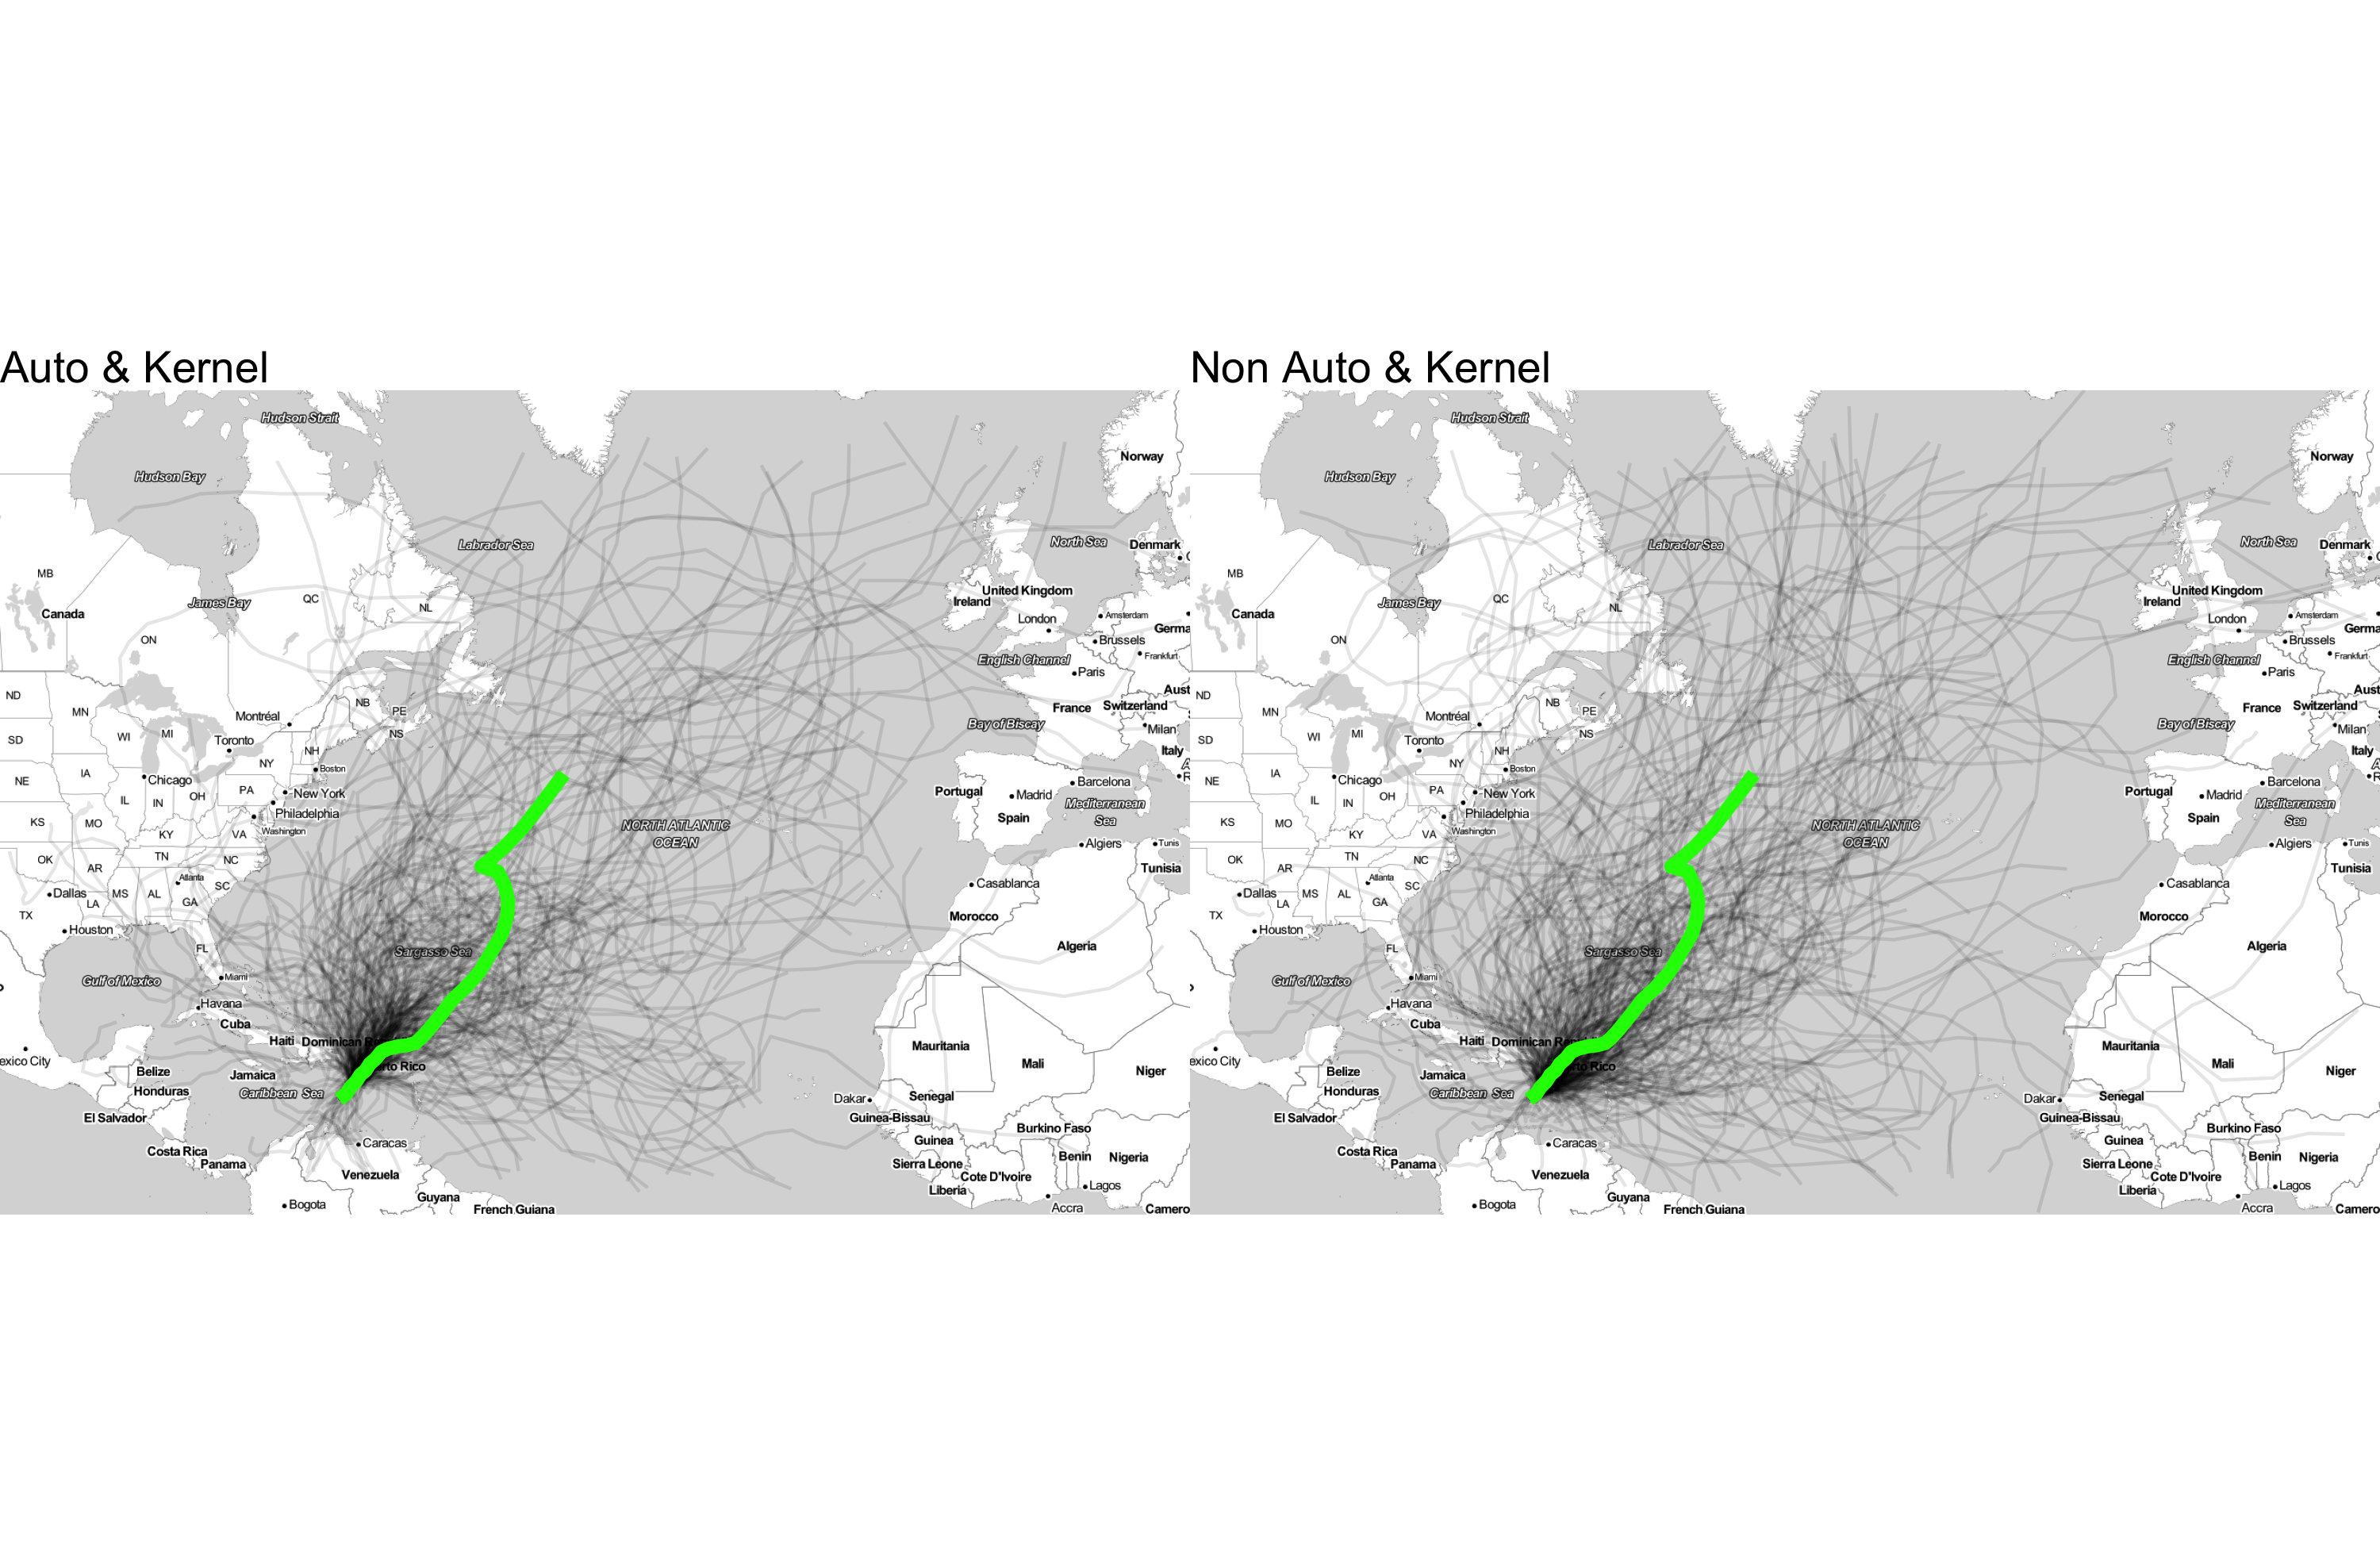 Auto & Kernel
Hudson Strait
Hudson Bay
Norway
Labrador Sea
North Sea
Denmark
MB
Canada
James Bay
QC
NL
United Kingdom
Ireland
London
Amsterdam
Germa
ON
Brussels
English Channel
Frankfurt
Paris
ND
MN
NB
PE
Aust
Montréal
France
Switzerland
Bay of Biscay
SD
WI
MI
Toronto
NS
Milan
NH
Italy
NY
Boston
NE
IA
Chicago
PA
New York
Portugal
Madrid
Barcelona
IL
IN
OH
Philadelphia
Mediterranean
Sea
Spain
KS
MO
KY
VA
Washington
NORTH ATLANTIC
OCEAN
Algiers
Tunis
OK
AR
TN
NC
Tunisia
Dallas
MS
AL
Atlanta
SC
Casablanca
LA
GA
TX
Morocco
Houston
FL
Sargasso Sea
Algeria
Gulf of Mexico
Miami
Havana
Cuba
Haiti
Dominican Re
Mauritania
exico City
Mali
Belize
Jamaica
rto Rico
Niger
Honduras
Caribbean Sea
Dakar
Senegal
El Salvador
Guinea-Bissau
Burkino Faso
Costa Rica
Caracas
Guinea
Panama
Sierra Leone
Benin
Nigeria
Venezuela
Cote D'Ivoire
Liberia
Lagos
Bogota
Guyana
French Guiana
Accra
Camero
Non Auto & Kernel
Hudson Strait
Hudson Bay
Norway
Labrador Sea
North Sea
Denmark
MB
Canada
James Bay
QC
NL
United Kingdom
Ireland
London
Amsterdam
Germa
ON
Brussels
English Channel
Frankfurt
Paris
ND
MN
NB
PE
Aust
Montréal
France
Switzerland
Bay of Biscay
SD
WI
MI
Toronto
NS
Milan
NH
Italy
NY
Boston
NE
IA
Chicago
PA
New York
Portugal
Madrid
Barcelona
IL
IN
OH
Philadelphia
Mediterranean
Sea
Spain
KS
MO
KY
VA
Washington
NORTH ATLANTIC
OCEAN
Algiers
Tunis
OK
AR
TN
NC
Tunisia
Dallas
MS
AL
Atlanta
SC
Casablanca
LA
GA
TX
Morocco
Houston
FL
Sargasso Sea
Algeria
Gulf of Mexico
Miami
Havana
Cuba
Haiti
Dominican Rep
Mauritania
exico City
Mali
Belize
Jamaica
rto Rico
Niger
Honduras
Caribbean Sea
Dakar
Senegal
El Salvador
Guinea-Bissau
Burkino Faso
Costa Rica
Caracas
Guinea
Panama
Sierra Leone
Benin
Nigeria
Venezuela
Cote D'Ivoire
Liberia
Lagos
Bogota
Guyana
French Guiana
Accra
Camero